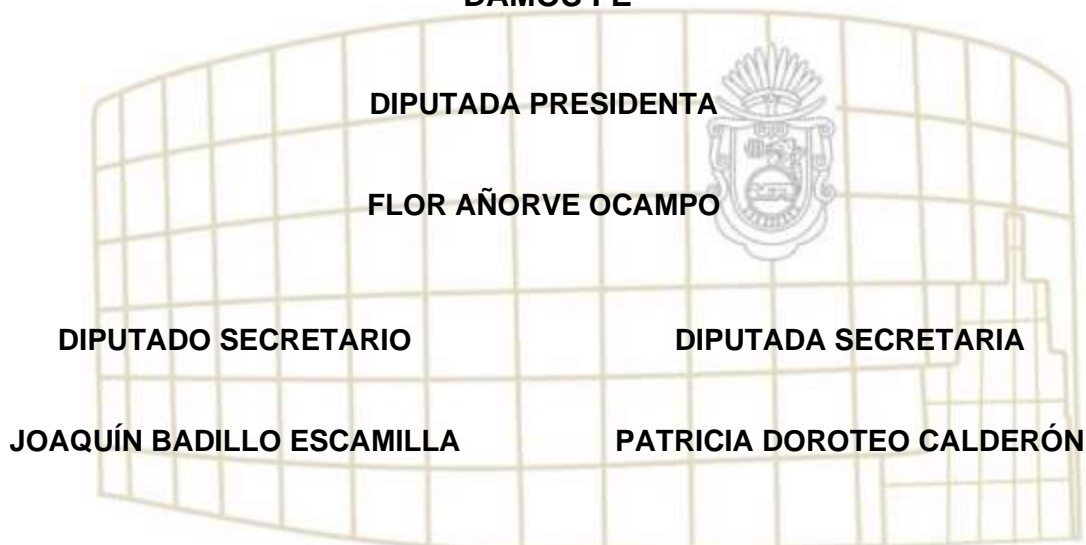 DAMOS FE
DIPUTADA PRESIDENTA
FLOR AÑORVE OCAMPO
DIPUTADO SECRETARIO DIPUTADA SECRETARIA
JOAQUÍN BADILLO ESCAMILLA PATRICIA DOROTEO CALDERÓN